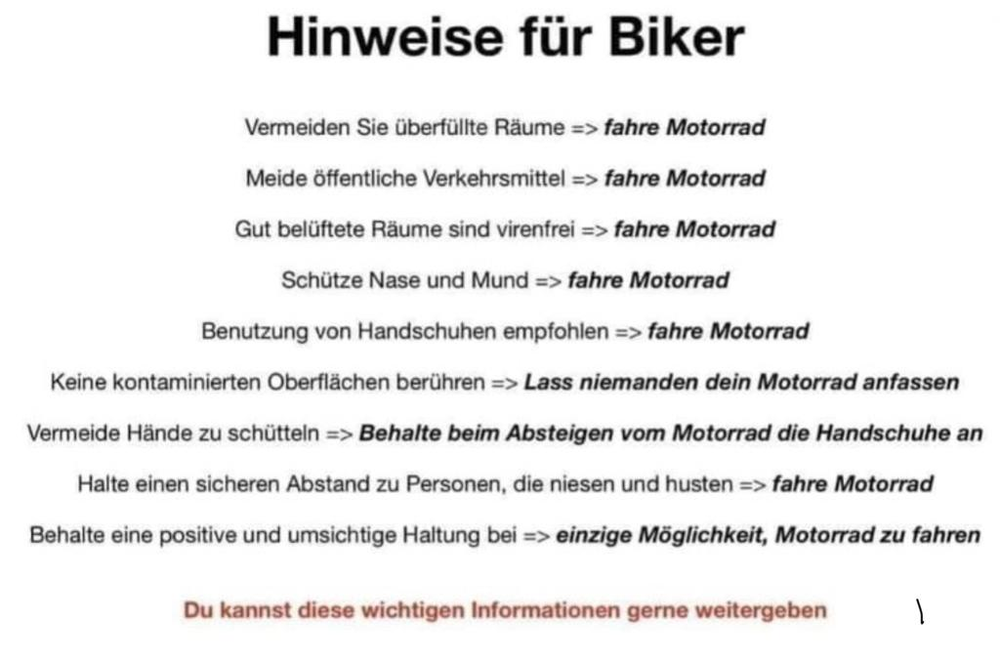 Hinweise für Biker
Vermeiden Sie überfüllte Räume => fahre Motorrad
Meide öffentliche Verkehrsmittel => fahre Motorrad
Gut belüftete Räume sind virenfrei => fahre Motorrad
Schütze Nase und Mund => fahre Motorrad
Benutzung von Handschuhen empfohlen => fahre Motorrad
Keine kontaminierten Oberflächen berühren => Lass niemanden dein Motorrad anfassen
Vermeide Hände zu schütteln => Behalte beim Absteigen vom Motorrad die Handschuhe an
Halte einen sicheren Abstand zu Personen, die niesen und husten => fahre Motorrad
Behalte eine positive und umsichtige Haltung bei => einzige Möglichkeit, Motorrad zu fahren
Du kannst diese wichtigen Informationen gerne weitergeben